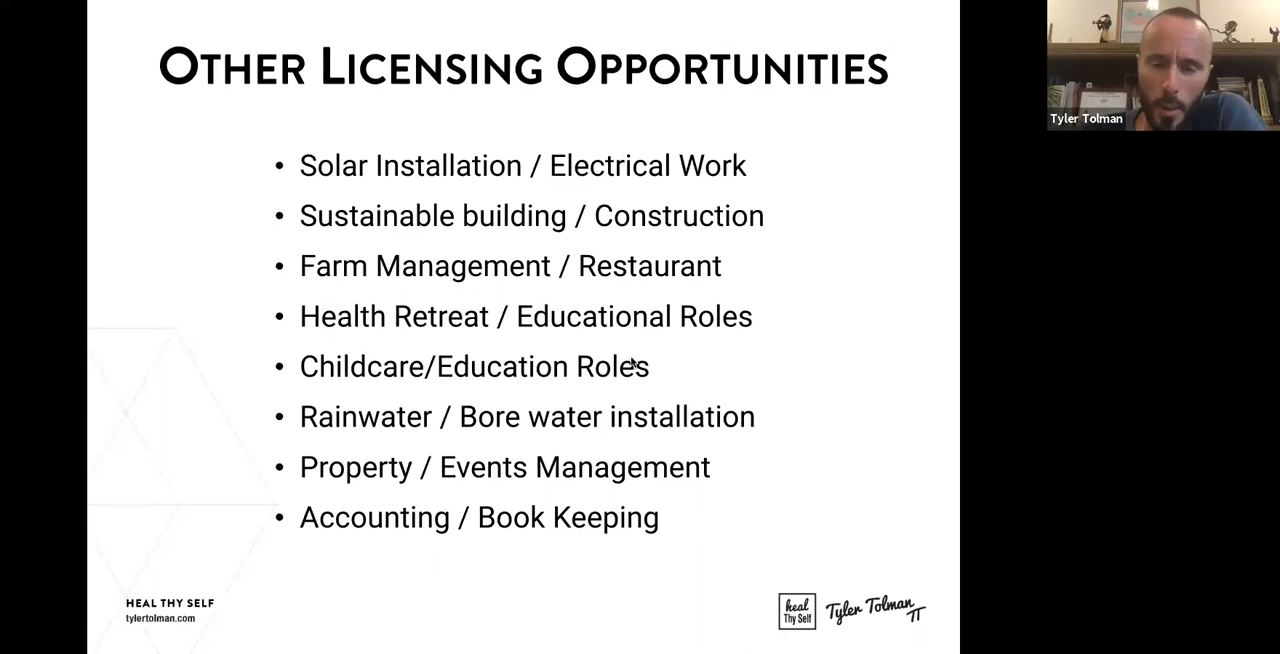 OTHER LICENSING OPPORTUNITIES
Tyler Tolman
• Solar Installation / Electrical Work
• Sustainable building / Construction
• Farm Management / Restaurant
• Health Retreat / Educational Roles
• Childcare/Education Roles
• Rainwater / Bore water installation
• Property / Events Management
• Accounting / Book Keeping
HEAL THY SELF
tylertolman.com
heal
Thy Self
Tyler Tolman